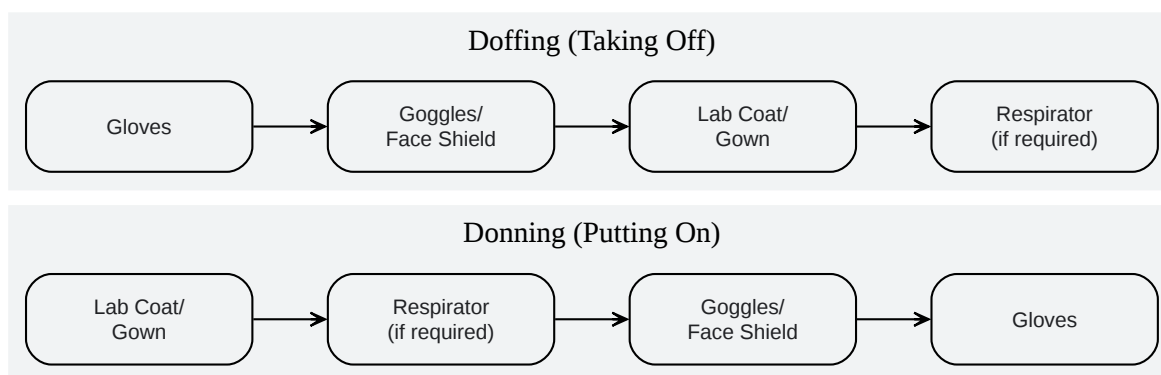 Doffing (Taking Off)
Gloves
Goggles/
Face Shield
Lab Coat/
Gown
Respirator
(if required)
Donning (Putting On)
Lab Coat/
Gown
Respirator
(if required)
Goggles/
Face Shield
Gloves